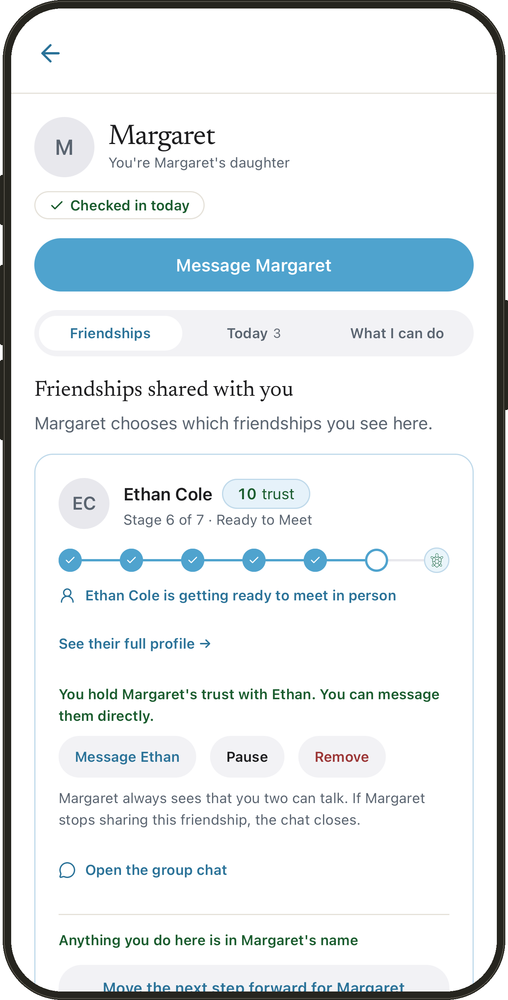 M
Margaret
You're Margaret's daughter
Checked in today
Message Margaret
Friendships
Today 3
What I can do
Friendships shared with you
Margaret chooses which friendships you see here.
EC
Ethan Cole
10 trust
Stage 6 of 7 · Ready to Meet
Ethan Cole is getting ready to meet in person
See their full profile →
You hold Margaret's trust with Ethan. You can message
them directly.
Message Ethan
Pause
Remove
Margaret always sees that you two can talk. If Margaret
stops sharing this friendship, the chat closes.
Open the group chat
Anything you do here is in Margaret's name
Move the next step forward for Margaret